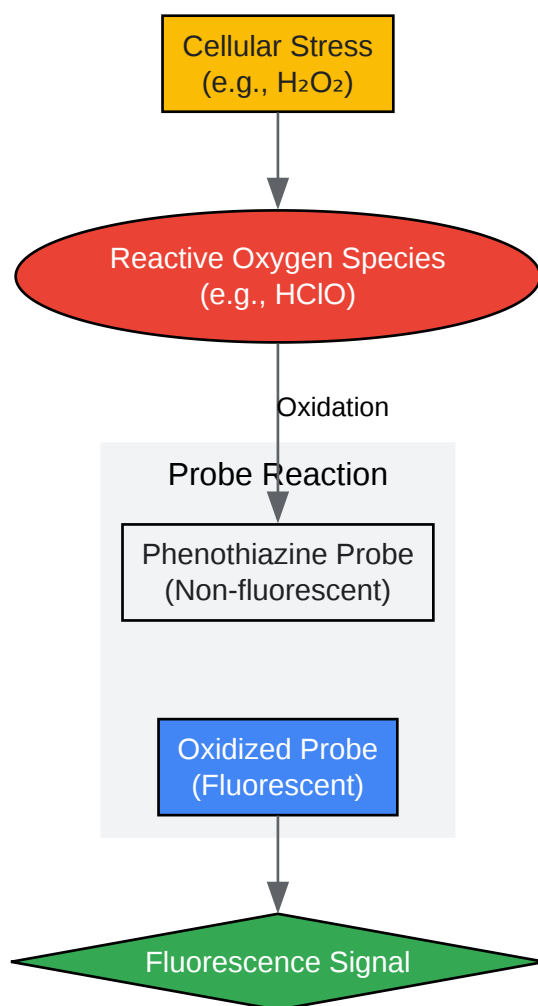 Cellular Stress
(e.g., H₂O₂)
Reactive Oxygen Species
(e.g., HClO)
Oxidation
Probe Reaction
Phenothiazine Probe
(Non-fluorescent)
Oxidized Probe
(Fluorescent)
Fluorescence Signal